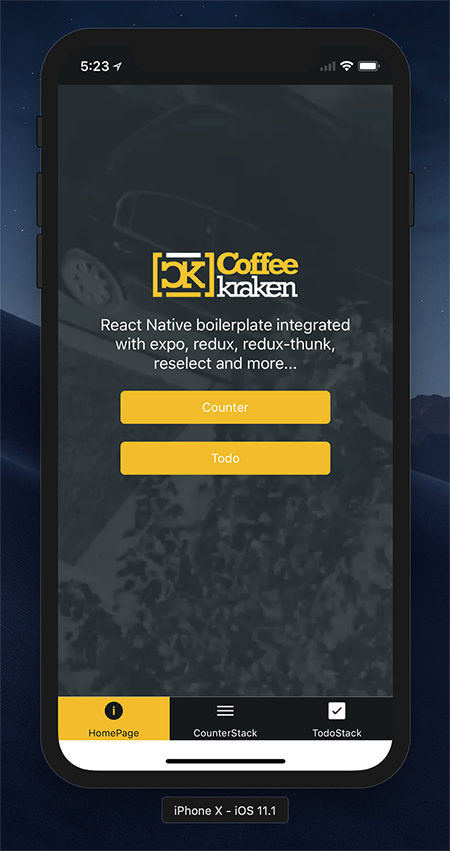 5:23
[CK] Coffee
kraken
React Native boilerplate integrated
with expo, redux, redux-thunk,
reselect and more...
Counter
Todo
HomePage
CounterStack
TodoStack
iPhone X - iOS 11.1